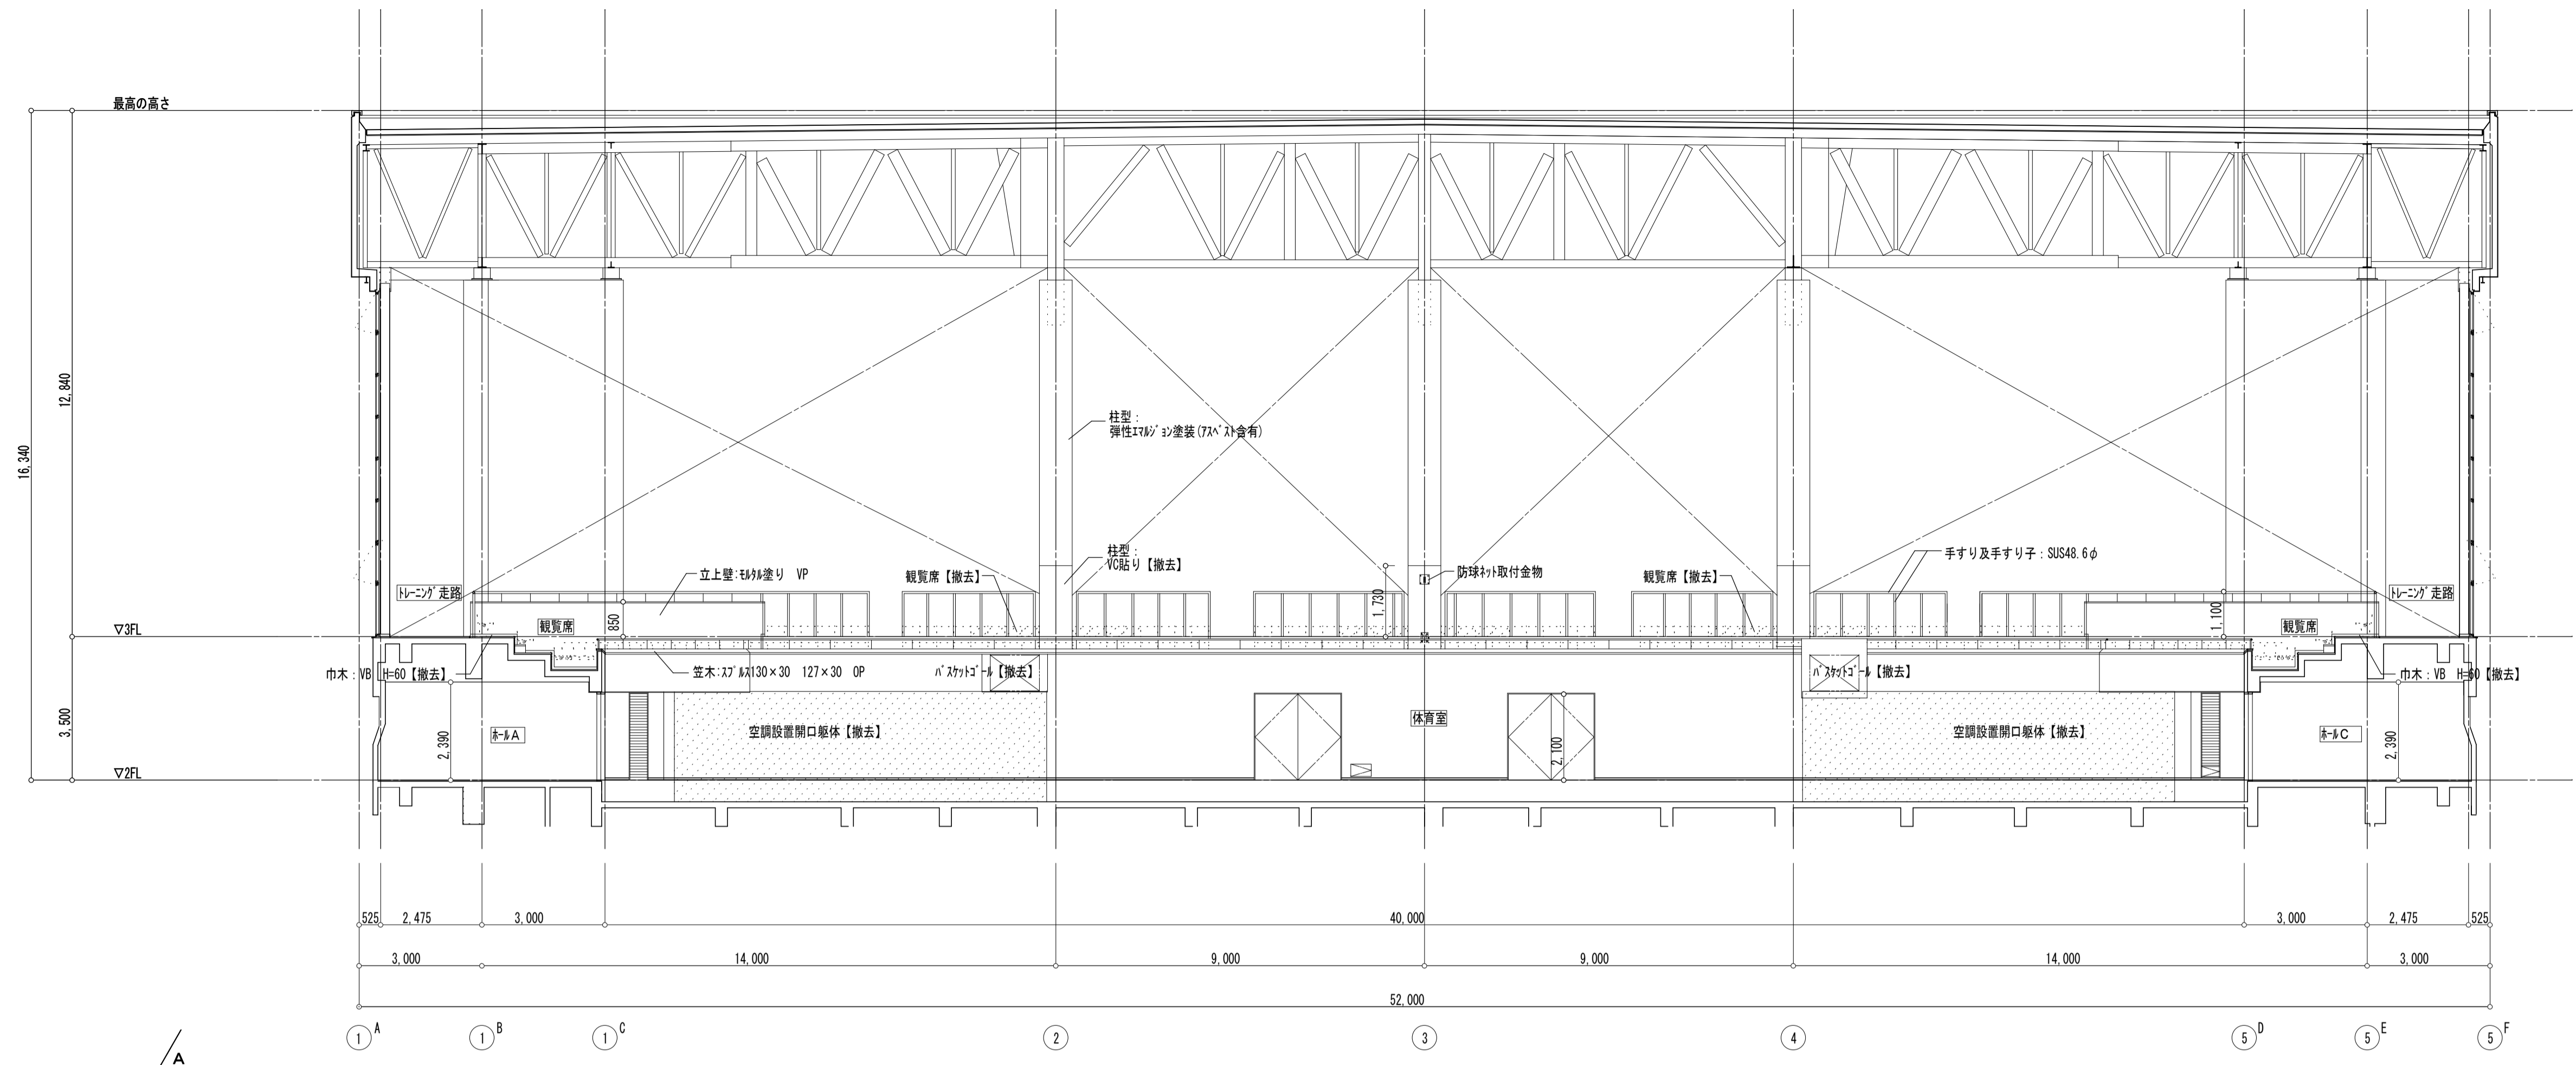 最高の高さ
16,340
12,840
3,500
▽3FL
▽2FL
柱型：
弾性ｴﾏﾙｼﾞｮﾝ塗装(ｱｽﾍﾞｽﾄ含有)
柱型：
VC貼り【撤去】
防球ﾈｯﾄ取付金物
手すり及手すり子：SUS48.6φ
立上壁:ﾓﾙﾀﾙ塗り VP
観覧席【撤去】
観覧席【撤去】
ﾄﾚｰﾆﾝｸﾞ走路
ﾄﾚｰﾆﾝｸﾞ走路
観覧席
観覧席
850
1,730
1,100
巾木：VB H=60【撤去】
笠木:ｽﾌﾟﾙｽ130×30 127×30 OP
ﾊﾞｽｹｯﾄｺﾞｰﾙ【撤去】
ﾊﾞｽｹｯﾄｺﾞｰﾙ【撤去】
巾木：VB H=60【撤去】
2,390
ﾎｰﾙA
空調設置開口躯体【撤去】
体育室
2,100
空調設置開口躯体【撤去】
ﾎｰﾙC
2,390
525 2,475 3,000 40,000 3,000 2,475 525
3,000 14,000 9,000 9,000 14,000 3,000
52,000
1 A 1 B 1 C 2 3 4 5 D 5 E 5 F
A